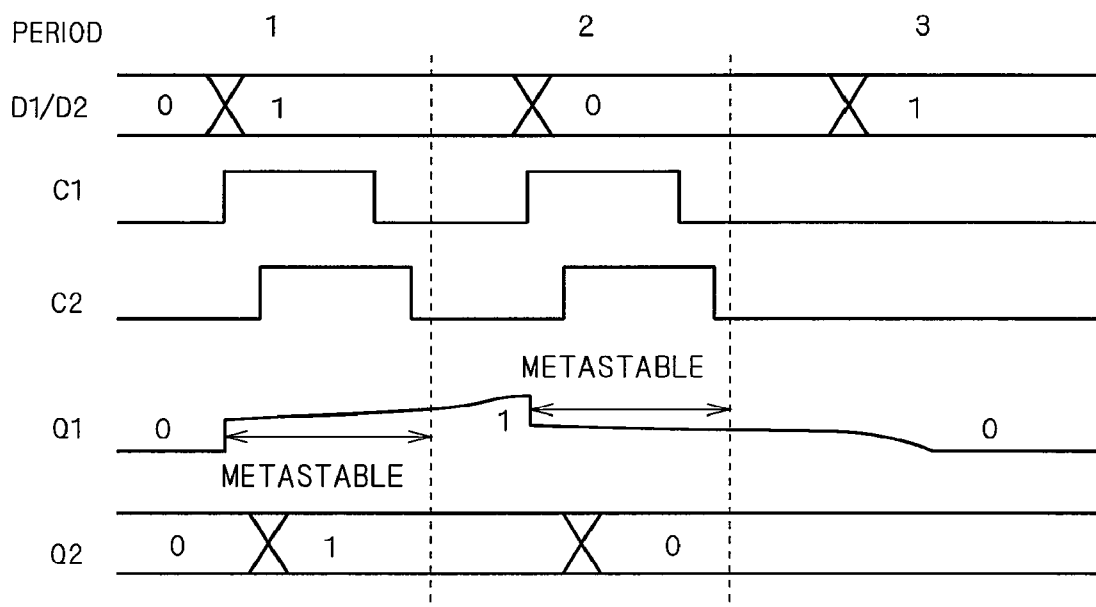 PERIOD 1 2 3
D1/D2 0 1 0 1
C1
C2
METASTABLE
Q1 0 1 0
METASTABLE
Q2 0 1 0